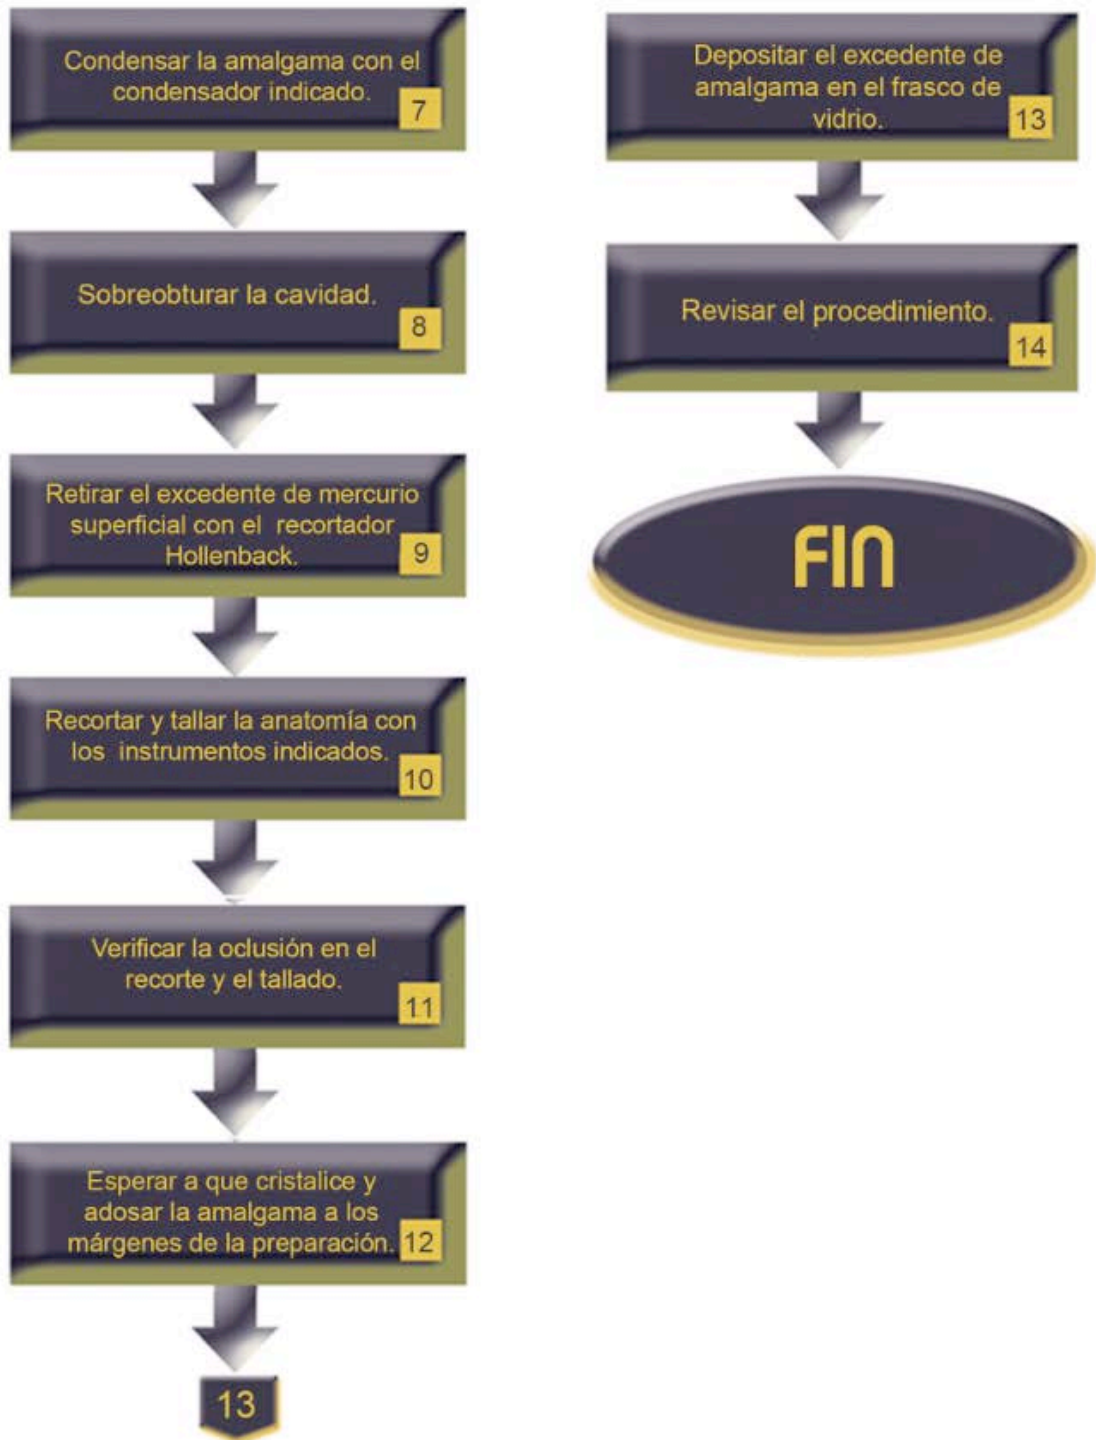 Condensar la amalgama con el
condensador indicado.
7
Sobreobturar la cavidad.
8
Retirar el excedente de mercurio
superficial con el recortador
Hollenback.
9
Recortar y tallar la anatomía con
los instrumentos indicados.
10
Verificar la oclusión en el
recorte y el tallado.
11
Esperar a que cristalice y
adosar la amalgama a los
márgenes de la preparación.
12
13
Depositar el excedente de
amalgama en el frasco de
vidrio.
13
Revisar el procedimiento.
14
FIN